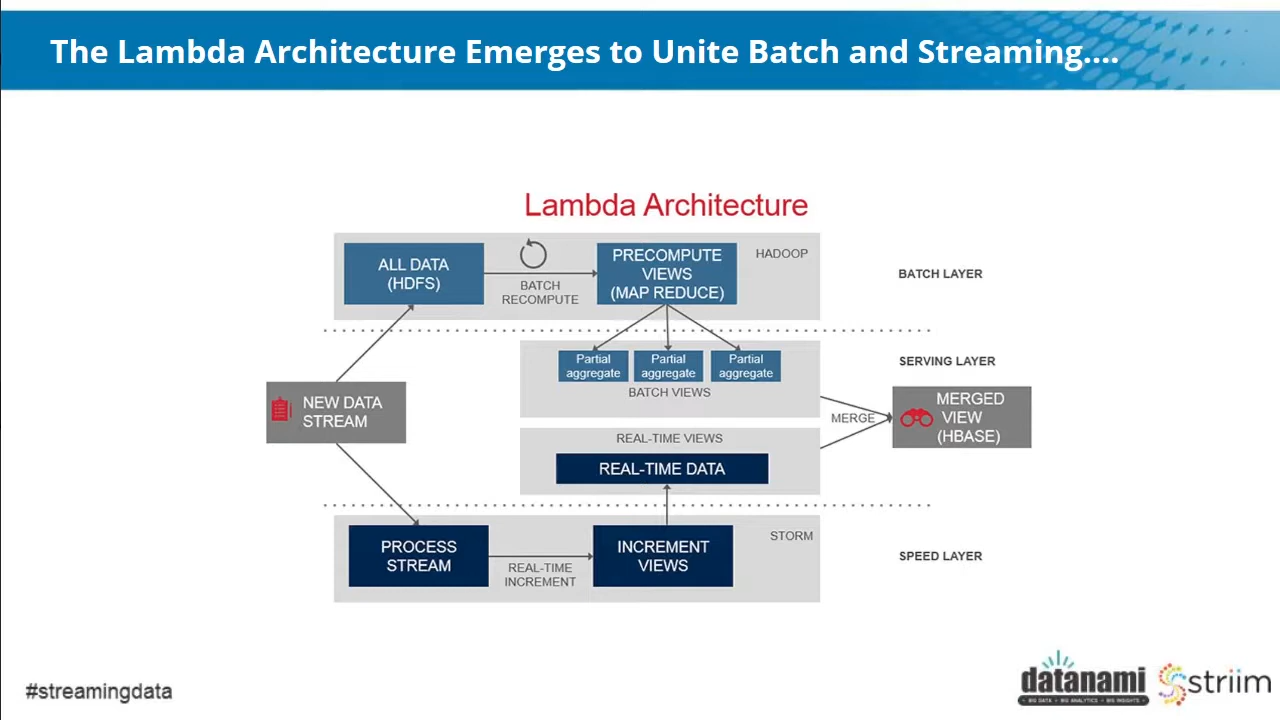 The Lambda Architecture Emerges to Unite Batch and Streaming....
Lambda Architecture
ALL DATA
(HDFS)
BATCH
RECOMPUTE
PRECOMPUTE
VIEWS
(MAP REDUCE)
HADOOP
BATCH LAYER
Partial
aggregate
Partial
aggregate
Partial
aggregate
BATCH VIEWS
SERVING LAYER
NEW DATA
STREAM
MERGE
MERGED
VIEW
(HBASE)
REAL-TIME VIEWS
REAL-TIME DATA
PROCESS
STREAM
REAL-TIME
INCREMENT
INCREMENT
VIEWS
STORM
SPEED LAYER
#streamingdata
datanami
BIG DATA • BIG ANALYTICS • BIG INSIGHTS
striim